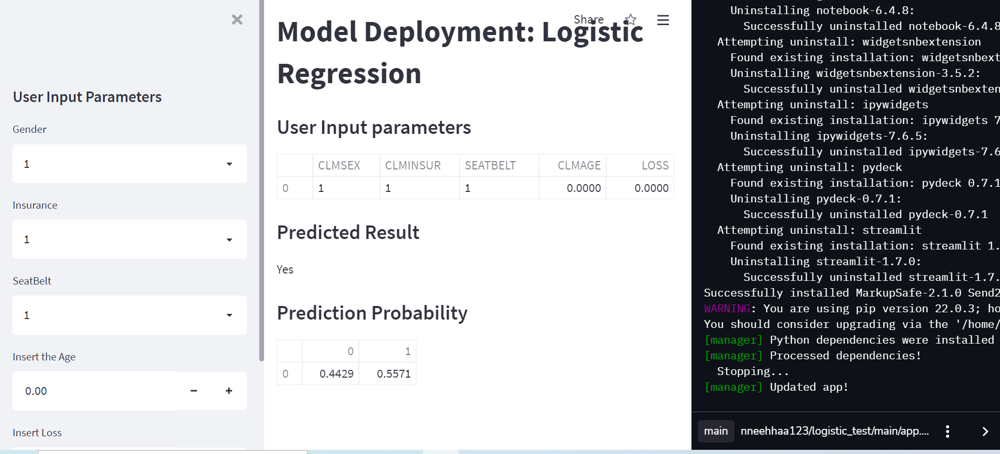 ×
User Input Parameters
Gender
1
Insurance
1
SeatBelt
1
Insert the Age
0.00 − +
Insert Loss
Share
Model Deployment: Logistic
Regression
User Input parameters
CLMSEX CLMINSUR SEATBELT CLMAGE LOSS
0 1 1 1 0.0000 0.0000
Predicted Result
Yes
Prediction Probability
0 1
0 0.4429 0.5571
Uninstalling notebook-6.4.8:
Successfully uninstalled notebook-6.4.8
Attempting uninstall: widgetsnbextension
Found existing installation: widgetsnbext
Uninstalling widgetsnbextension-3.5.2:
Successfully uninstalled widgetsnbexten
Attempting uninstall: ipywidgets
Found existing installation: ipywidgets 7
Uninstalling ipywidgets-7.6.5:
Successfully uninstalled ipywidgets-7.6
Attempting uninstall: pydeck
Found existing installation: pydeck 0.7.1
Uninstalling pydeck-0.7.1:
Successfully uninstalled pydeck-0.7.1
Attempting uninstall: streamlit
Found existing installation: streamlit 1.
Uninstalling streamlit-1.7.0:
Successfully uninstalled streamlit-1.7.
Successfully installed MarkupSafe-2.1.0 Send2
WARNING: You are using pip version 22.0.3; ho
You should consider upgrading via the '/home/
[manager] Python dependencies were installed
[manager] Processed dependencies!
Stopping...
[manager] Updated app!
main nneehhaa123/logistic_test/main/app....